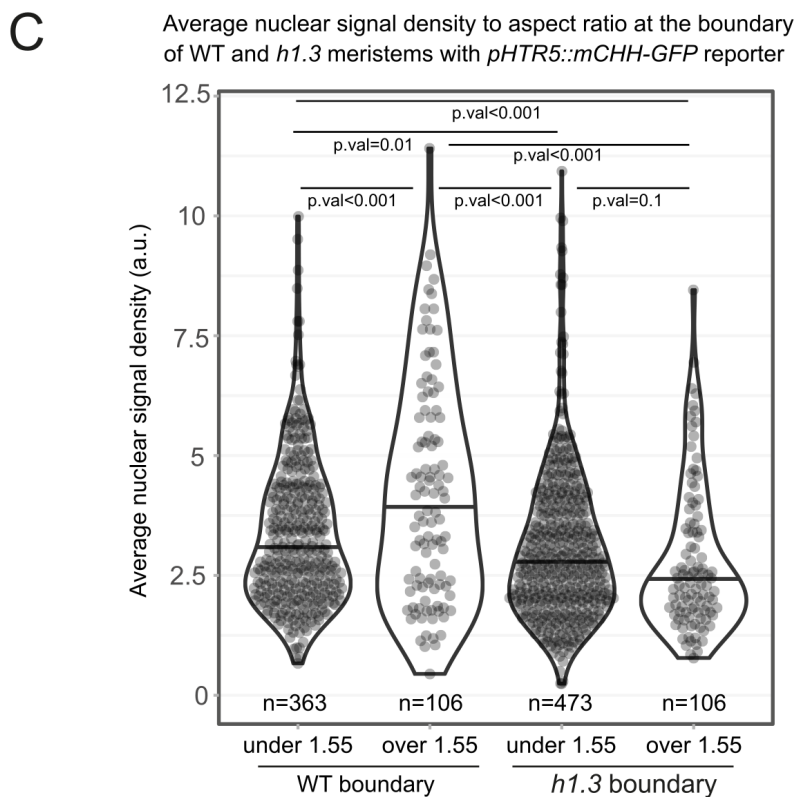 C
Average nuclear signal density to aspect ratio at the boundary
of WT and h1.3 meristems with pHTR5::mCHH-GFP reporter
Average nuclear signal density (a.u.)
12.5
10
7.5
5
2.5
0
p.val<0.001
p.val=0.01
p.val<0.001
p.val<0.001
p.val<0.001
p.val=0.1
n=363
n=106
n=473
n=106
under 1.55
over 1.55
under 1.55
over 1.55
WT boundary
h1.3 boundary